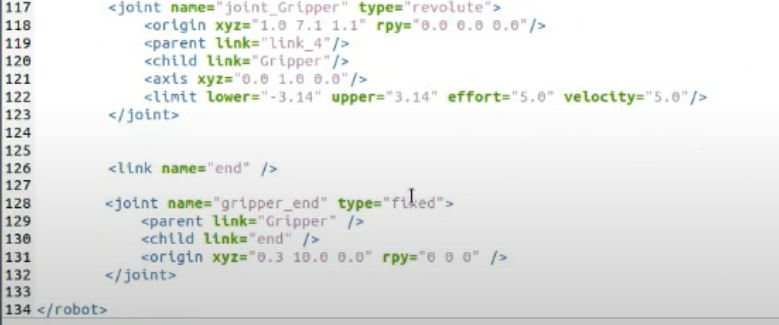 117 <joint name="joint_Gripper" type="revolute">
118 <origin xyz="1.0 7.1 1.1" rpy="0.0 0.0 0.0"/>
119 <parent link="link_4"/>
120 <child link="Gripper"/>
121 <axis xyz="0.0 1.0 0.0"/>
122 <limit lower="-3.14" upper="3.14" effort="5.0" velocity="5.0"/>
123 </joint>
124
125
126 <link name="end" />
127
128 <joint name="gripper_end" type="fixed">
129 <parent link="Gripper" />
130 <child link="end" />
131 <origin xyz="0.3 10.0 0.0" rpy="0 0 0" />
132 </joint>
133
134 </robot>